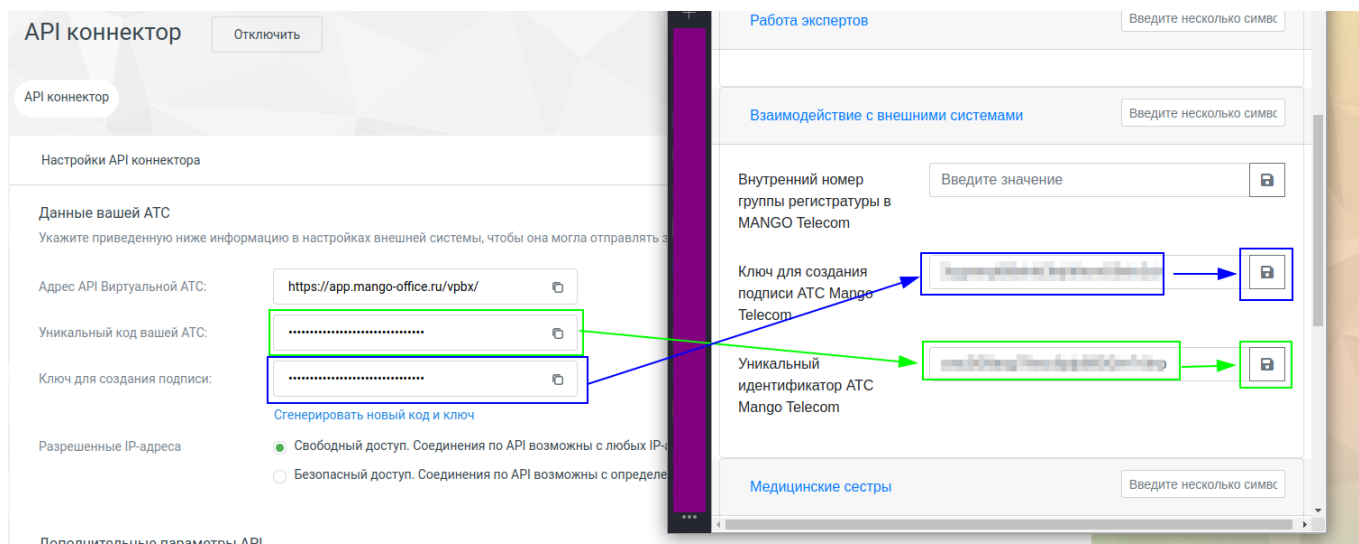 API коннектор
Отключить
API коннектор
Настройки API коннектора
Данные вашей АТС
Укажите приведенную ниже информацию в настройках внешней системы, чтобы она могла отправлять
Адрес API Виртуальной АТС:
https://app.mango-office.ru/vpbx/
Уникальный код вашей АТС:
••••••••••••••••••••••••••••••••
Ключ для создания подписи:
••••••••••••••••••••••••••••••••
Сгенерировать новый код и ключ
Разрешенные IP-адреса
Свободный доступ. Соединения по API возможны с любых IP-
Безопасный доступ. Соединения по API возможны с определе
Дополнительные параметры API
Работа экспертов
Введите несколько симво
Взаимодействие с внешними системами
Введите несколько симво
Внутренний номер
группы регистратуры в
MANGO Telecom
Введите значение
Ключ для создания
подписи АТС Mango
Telecom
Уникальный
идентификатор АТС
Mango Telecom
Медицинские сестры
Введите несколько симво